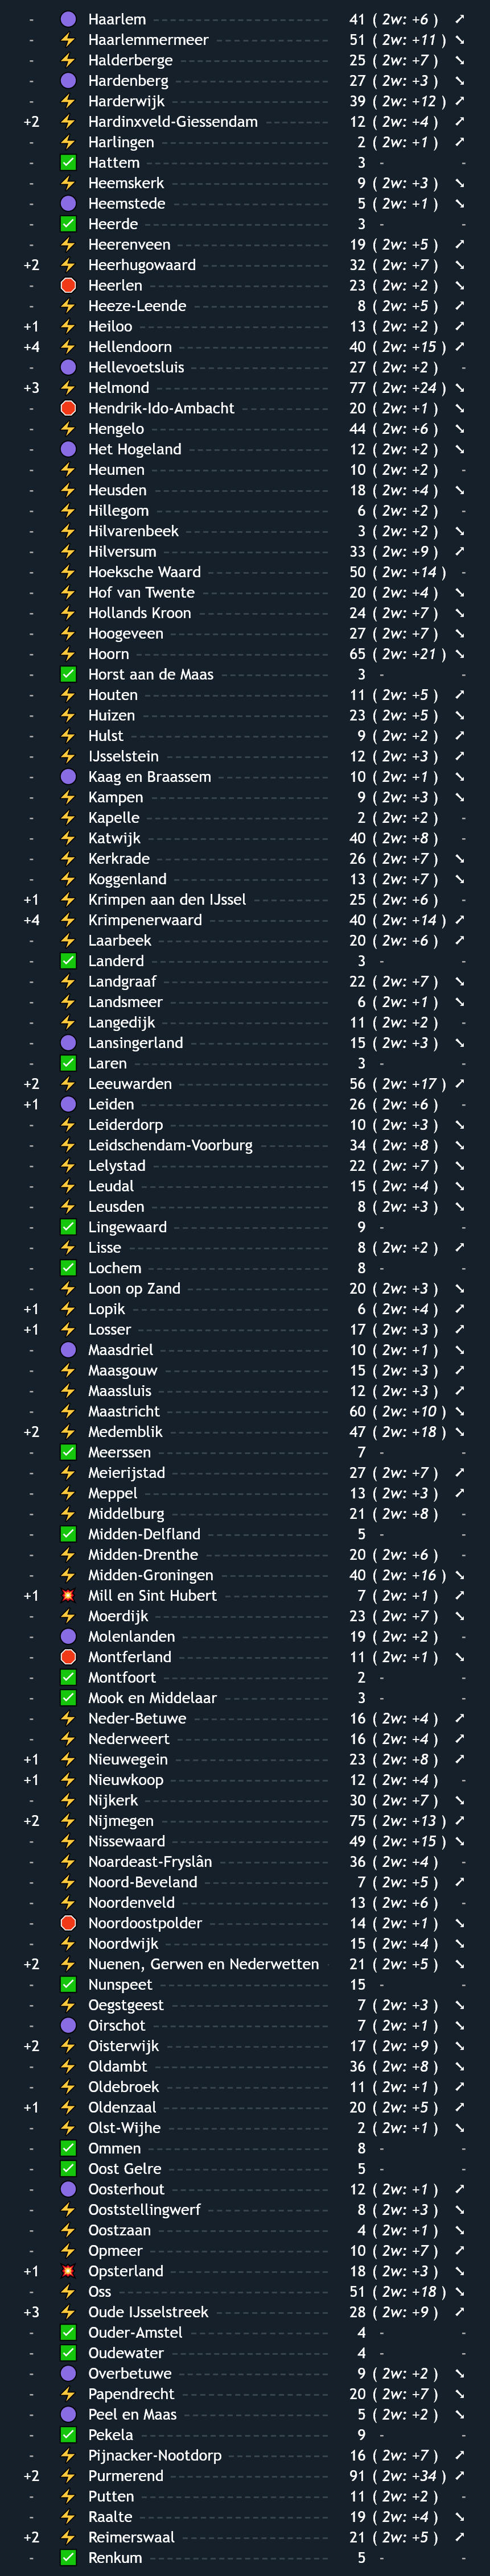 - 🟣 Haarlem 41 ( 2w: +6 ) ↗
- ⚡ Haarlemmermeer 51 ( 2w: +11 ) ↘
- ⚡ Halderberge 25 ( 2w: +7 ) ↘
- 🟣 Hardenberg 27 ( 2w: +3 ) ↘
- ⚡ Harderwijk 39 ( 2w: +12 ) ↗
+2 ⚡ Hardinxveld-Giessendam 12 ( 2w: +4 ) ↗
- ⚡ Harlingen 2 ( 2w: +1 ) ↗
- ✅ Hattem 3 - -
- ⚡ Heemskerk 9 ( 2w: +3 ) ↘
- 🟣 Heemstede 5 ( 2w: +1 ) ↘
- ✅ Heerde 3 - -
- ⚡ Heerenveen 19 ( 2w: +5 ) ↗
+2 ⚡ Heerhugowaard 32 ( 2w: +7 ) ↘
- 🛑 Heerlen 23 ( 2w: +2 ) ↘
- ⚡ Heeze-Leende 8 ( 2w: +5 ) ↗
+1 ⚡ Heiloo 13 ( 2w: +2 ) ↗
+4 ⚡ Hellendoorn 40 ( 2w: +15 ) ↗
- 🟣 Hellevoetsluis 27 ( 2w: +2 ) -
+3 ⚡ Helmond 77 ( 2w: +24 ) ↘
- 🛑 Hendrik-Ido-Ambacht 20 ( 2w: +1 ) ↘
- ⚡ Hengelo 44 ( 2w: +6 ) ↘
- 🟣 Het Hogeland 12 ( 2w: +2 ) ↘
- ⚡ Heumen 10 ( 2w: +2 ) -
- ⚡ Heusden 18 ( 2w: +4 ) ↘
- ⚡ Hillegom 6 ( 2w: +2 ) -
- ⚡ Hilvarenbeek 3 ( 2w: +2 ) ↘
- ⚡ Hilversum 33 ( 2w: +9 ) ↗
- ⚡ Hoeksche Waard 50 ( 2w: +14 ) -
- ⚡ Hof van Twente 20 ( 2w: +4 ) ↘
- ⚡ Hollands Kroon 24 ( 2w: +7 ) ↘
- ⚡ Hoogeveen 27 ( 2w: +7 ) ↘
- ⚡ Hoorn 65 ( 2w: +21 ) ↘
- ✅ Horst aan de Maas 3 - -
- ⚡ Houten 11 ( 2w: +5 ) ↗
- ⚡ Huizen 23 ( 2w: +5 ) ↘
- ⚡ Hulst 9 ( 2w: +2 ) ↗
- ⚡ IJsselstein 12 ( 2w: +3 ) ↗
- 🟣 Kaag en Braassem 10 ( 2w: +1 ) ↘
- ⚡ Kampen 9 ( 2w: +3 ) ↘
- ⚡ Kapelle 2 ( 2w: +2 ) -
- ⚡ Katwijk 40 ( 2w: +8 ) -
- ⚡ Kerkrade 26 ( 2w: +7 ) ↘
- ⚡ Koggenland 13 ( 2w: +7 ) ↘
+1 ⚡ Krimpen aan den IJssel 25 ( 2w: +6 ) -
+4 ⚡ Krimpenerwaard 40 ( 2w: +14 ) ↗
- ⚡ Laarbeek 20 ( 2w: +6 ) ↗
- ✅ Landerd 3 - -
- ⚡ Landgraaf 22 ( 2w: +7 ) ↘
- ⚡ Landsmeer 6 ( 2w: +1 ) ↘
- ⚡ Langedijk 11 ( 2w: +2 ) -
- 🟣 Lansingerland 15 ( 2w: +3 ) ↘
- ✅ Laren 3 - -
+2 ⚡ Leeuwarden 56 ( 2w: +17 ) ↗
+1 🟣 Leiden 26 ( 2w: +6 ) -
- ⚡ Leiderdorp 10 ( 2w: +3 ) ↘
- ⚡ Leidschendam-Voorburg 34 ( 2w: +8 ) ↘
- ⚡ Lelystad 22 ( 2w: +7 ) ↘
- ⚡ Leudal 15 ( 2w: +4 ) ↘
- ⚡ Leusden 8 ( 2w: +3 ) ↘
- ✅ Lingewaard 9 - -
- ⚡ Lisse 8 ( 2w: +2 ) ↗
- ✅ Lochem 8 - -
- ⚡ Loon op Zand 20 ( 2w: +3 ) ↘
+1 ⚡ Lopik 6 ( 2w: +4 ) ↗
+1 ⚡ Losser 17 ( 2w: +3 ) ↗
- 🟣 Maasdriel 10 ( 2w: +1 ) ↘
- ⚡ Maasgouw 15 ( 2w: +3 ) ↗
- ⚡ Maassluis 12 ( 2w: +3 ) ↗
- ⚡ Maastricht 60 ( 2w: +10 ) ↘
+2 ⚡ Medemblik 47 ( 2w: +18 ) ↘
- ✅ Meerssen 7 - -
- ⚡ Meierijstad 27 ( 2w: +7 ) ↗
- ⚡ Meppel 13 ( 2w: +3 ) ↗
- ⚡ Middelburg 21 ( 2w: +8 ) -
- ✅ Midden-Delfland 5 - -
- ⚡ Midden-Drenthe 20 ( 2w: +6 ) -
- ⚡ Midden-Groningen 40 ( 2w: +16 ) ↘
+1 💥 Mill en Sint Hubert 7 ( 2w: +1 ) ↗
- ⚡ Moerdijk 23 ( 2w: +7 ) ↘
- 🟣 Molenlanden 19 ( 2w: +2 ) -
- 🛑 Montferland 11 ( 2w: +1 ) ↘
- ✅ Montfoort 2 - -
- ✅ Mook en Middelaar 3 - -
- ⚡ Neder-Betuwe 16 ( 2w: +4 ) ↗
- ⚡ Nederweert 16 ( 2w: +4 ) ↗
+1 ⚡ Nieuwegein 23 ( 2w: +8 ) ↗
+1 ⚡ Nieuwkoop 12 ( 2w: +4 ) -
- ⚡ Nijkerk 30 ( 2w: +7 ) ↘
+2 ⚡ Nijmegen 75 ( 2w: +13 ) ↗
- ⚡ Nissewaard 49 ( 2w: +15 ) ↘
- ⚡ Noardeast-Fryslân 36 ( 2w: +4 ) -
- ⚡ Noord-Beveland 7 ( 2w: +5 ) ↗
- ⚡ Noordenveld 13 ( 2w: +6 ) -
- 🛑 Noordoostpolder 14 ( 2w: +1 ) ↘
- ⚡ Noordwijk 15 ( 2w: +4 ) ↘
+2 ⚡ Nuenen, Gerwen en Nederwetten 21 ( 2w: +5 ) ↘
- ✅ Nunspeet 15 - -
- ⚡ Oegstgeest 7 ( 2w: +3 ) ↘
- 🟣 Oirschot 7 ( 2w: +1 ) ↘
+2 ⚡ Oisterwijk 17 ( 2w: +9 ) ↘
- ⚡ Oldambt 36 ( 2w: +8 ) ↘
- ⚡ Oldebroek 11 ( 2w: +1 ) ↗
+1 ⚡ Oldenzaal 20 ( 2w: +5 ) ↗
- ⚡ Olst-Wijhe 2 ( 2w: +1 ) ↘
- ✅ Ommen 8 - -
- ✅ Oost Gelre 5 - -
- 🟣 Oosterhout 12 ( 2w: +1 ) ↗
- ⚡ Ooststellingwerf 8 ( 2w: +3 ) ↘
- ⚡ Oostzaan 4 ( 2w: +1 ) ↘
- ⚡ Opmeer 10 ( 2w: +7 ) ↗
+1 💥 Opsterland 18 ( 2w: +3 ) ↘
- ⚡ Oss 51 ( 2w: +18 ) ↘
+3 ⚡ Oude IJsselstreek 28 ( 2w: +9 ) ↗
- ✅ Ouder-Amstel 4 - -
- ✅ Oudewater 4 - -
- 🟣 Overbetuwe 9 ( 2w: +2 ) ↘
- ⚡ Papendrecht 20 ( 2w: +7 ) ↘
- 🟣 Peel en Maas 5 ( 2w: +2 ) ↘
- ✅ Pekela 9 - -
- ⚡ Pijnacker-Nootdorp 16 ( 2w: +7 ) ↗
+2 ⚡ Purmerend 91 ( 2w: +34 ) ↗
- ⚡ Putten 11 ( 2w: +2 ) -
- ⚡ Raalte 19 ( 2w: +4 ) ↘
+2 ⚡ Reimerswaal 21 ( 2w: +5 ) ↗
- ✅ Renkum 5 - -